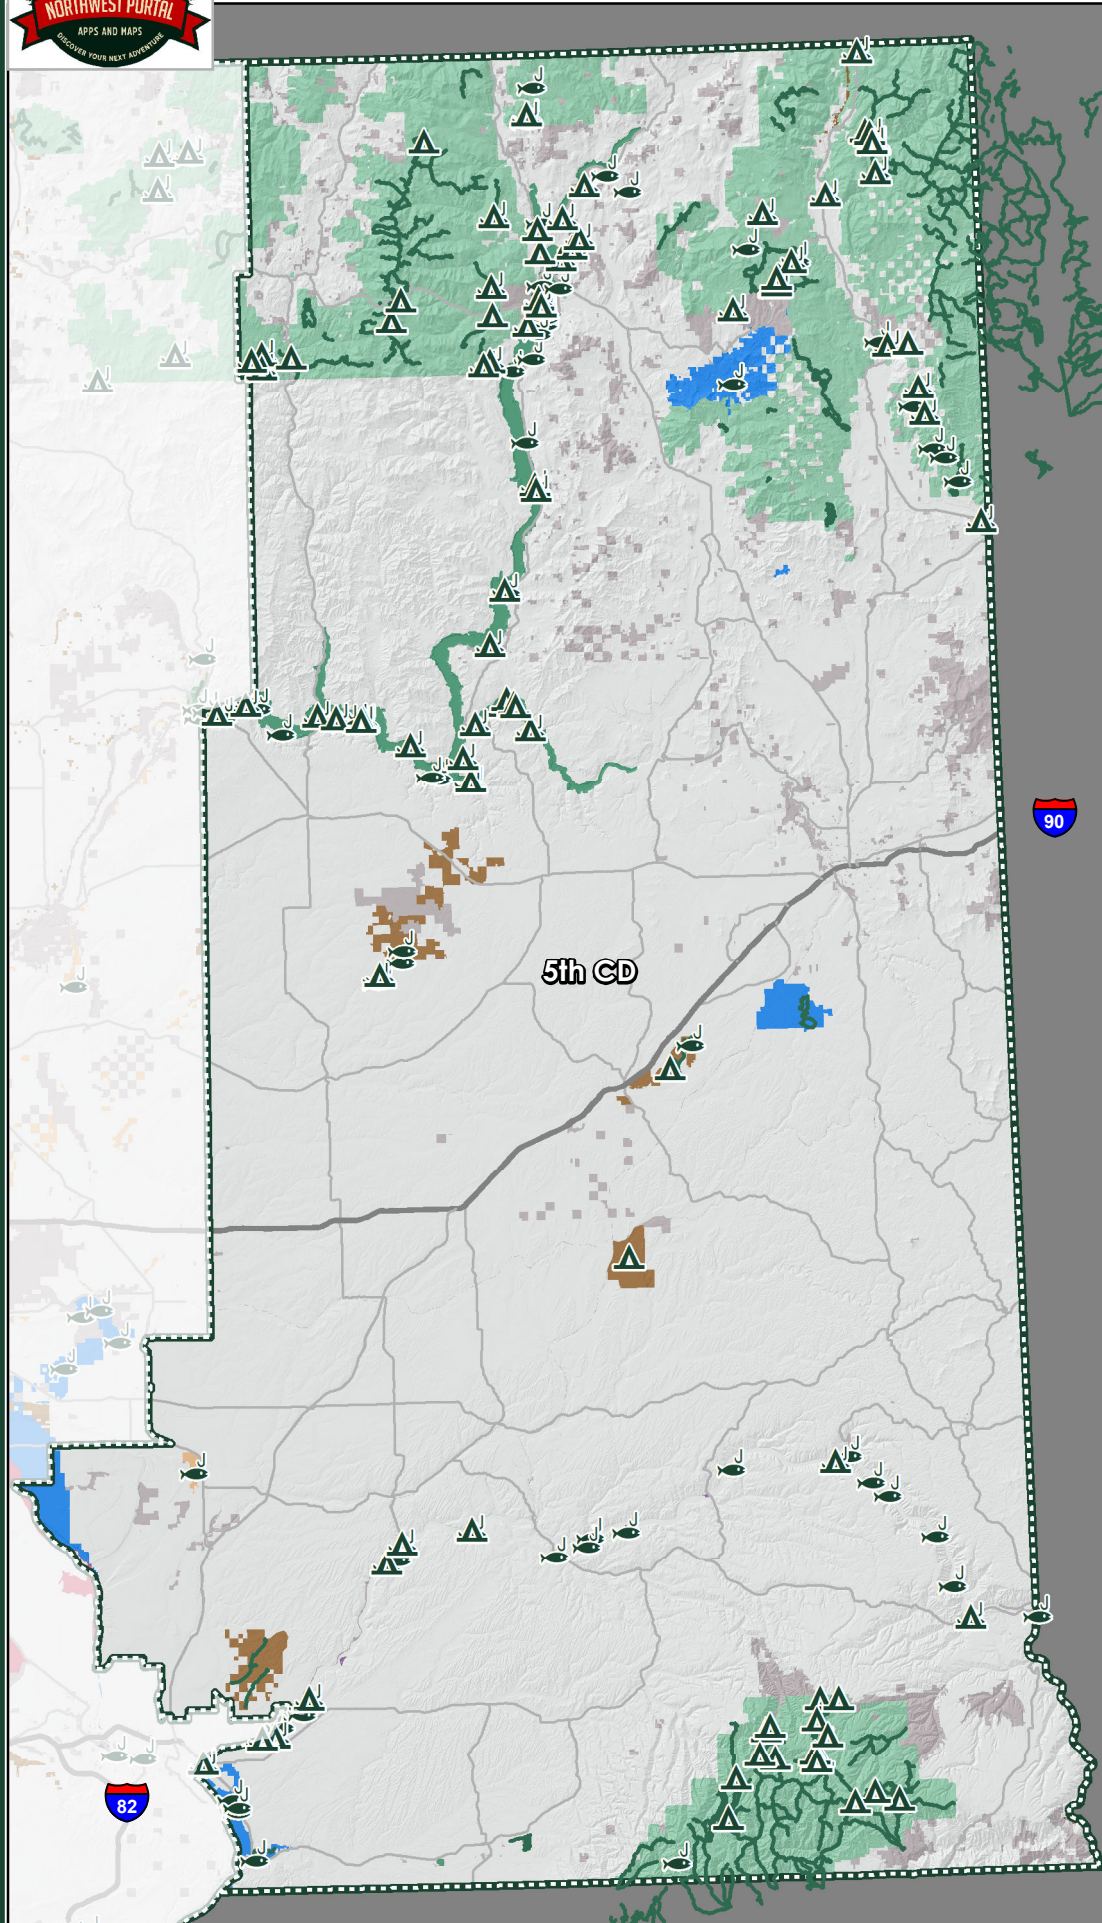 NORTHWEST PORTAL
APPS AND MAPS
DISCOVER YOUR NEXT ADVENTURE
90
5th CD
82